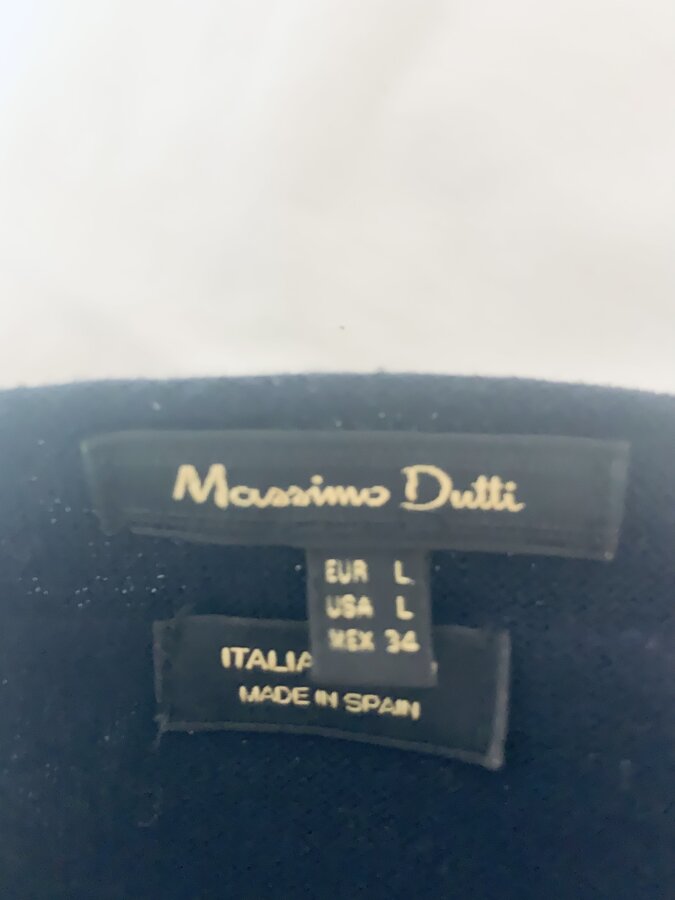 Massimo Dutti
EUR L
USA L
MEX 34
ITALIA
MADE IN SPAIN